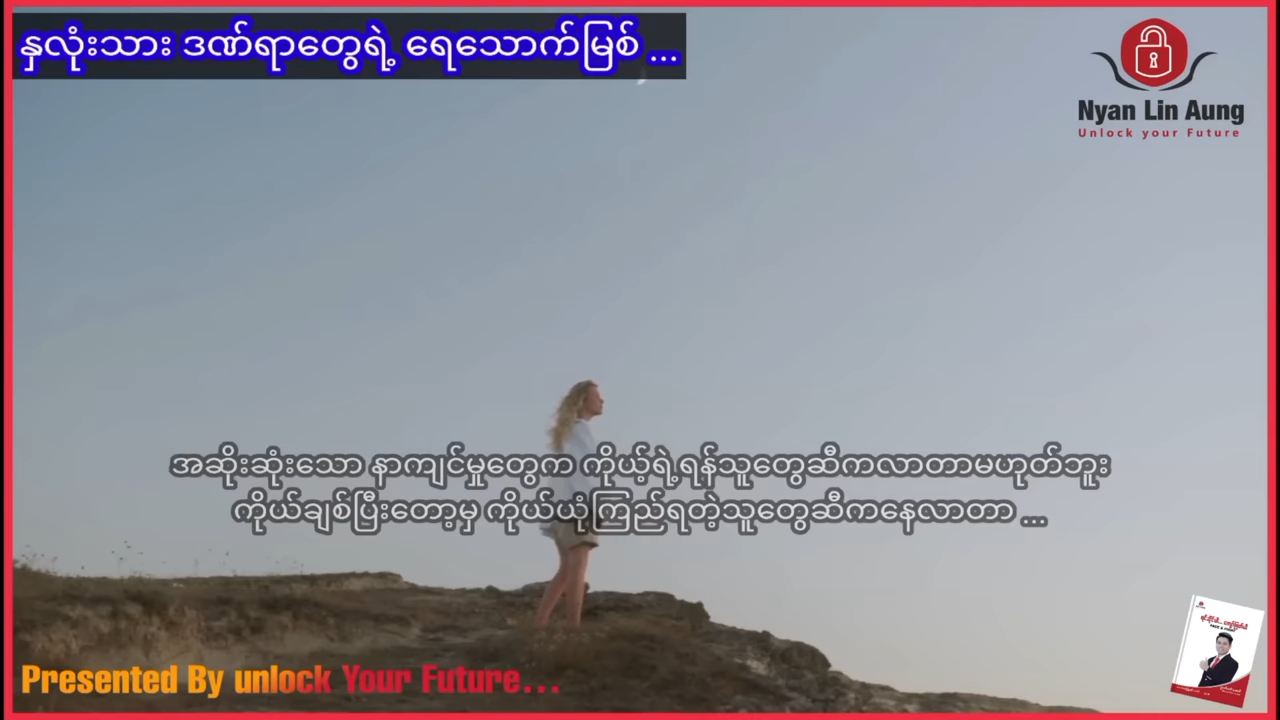 နှလုံးသား ဒဏ်ရာတွေရဲ့ ရေသောက်မြစ် ...
Nyan Lin Aung
Unlock your Future
အဆိုးဆုံးသော နာကျင်မှုတွေက ကိုယ့်ရဲ့ရန်သူတွေဆီကလာတာမဟုတ်ဘူး
ကိုယ်ချစ်ပြီးတော့မှ ကိုယ်ယုံကြည်ရတဲ့သူတွေဆီကနေလာတာ ...
Presented By unlock Your Future...